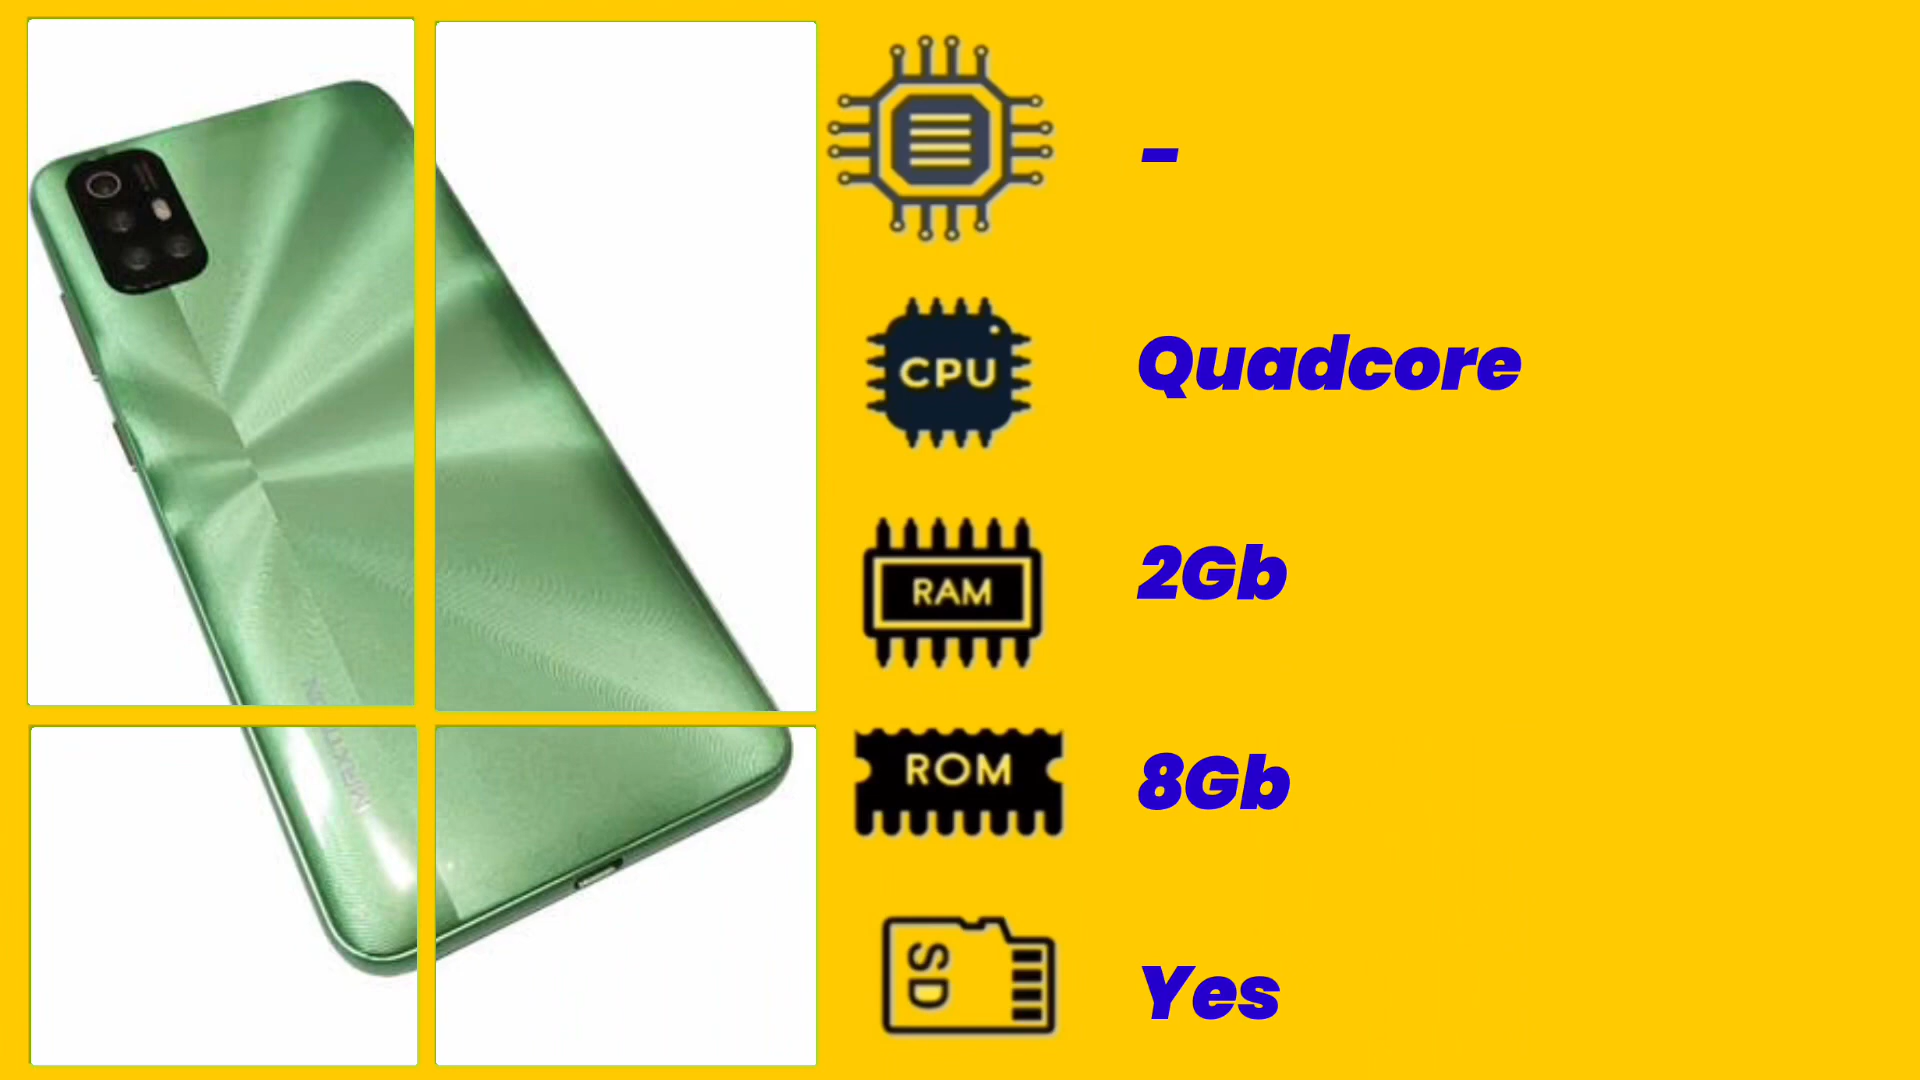 -
CPU
Quadcore
RAM
2Gb
ROM
8Gb
SD
Yes